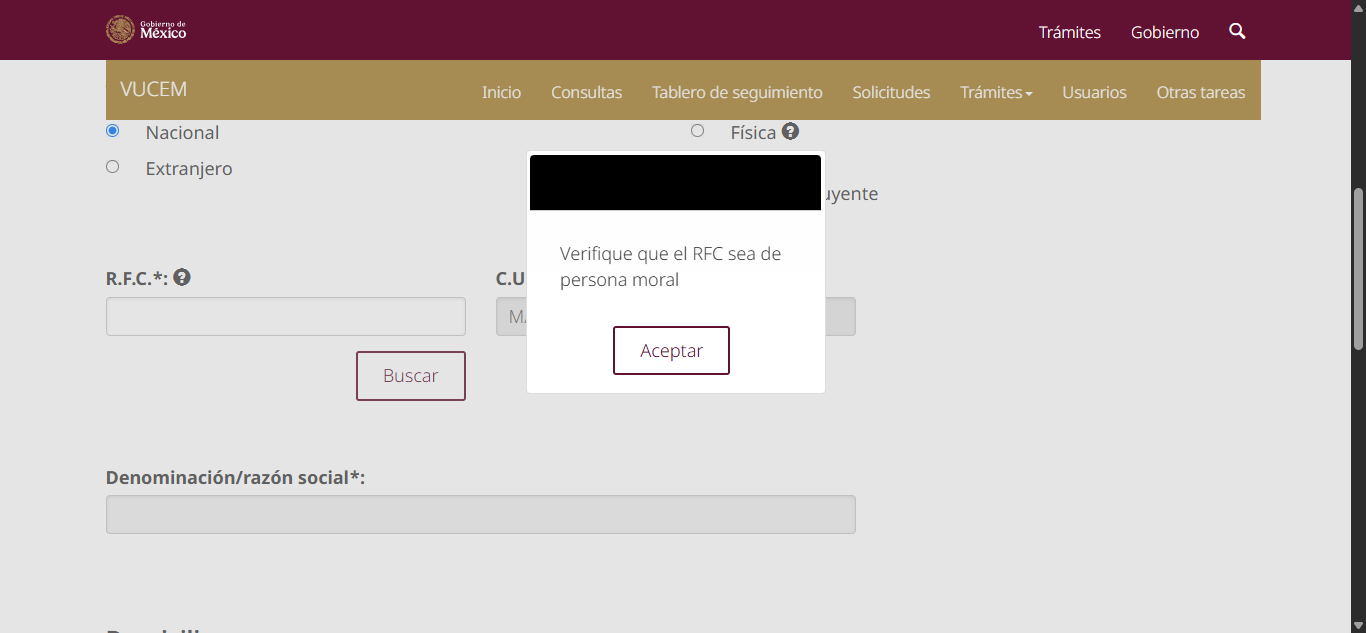 Gobierno de
México
Trámites
Gobierno
VUCEM
Inicio
Consultas
Tablero de seguimiento
Solicitudes
Trámites
Usuarios
Otras tareas
Nacional
Física ?
Extranjero
uyente
Verifique que el RFC sea de
persona moral
Aceptar
R.F.C.*: ?
C.U
MA
Buscar
Denominación/razón social*: